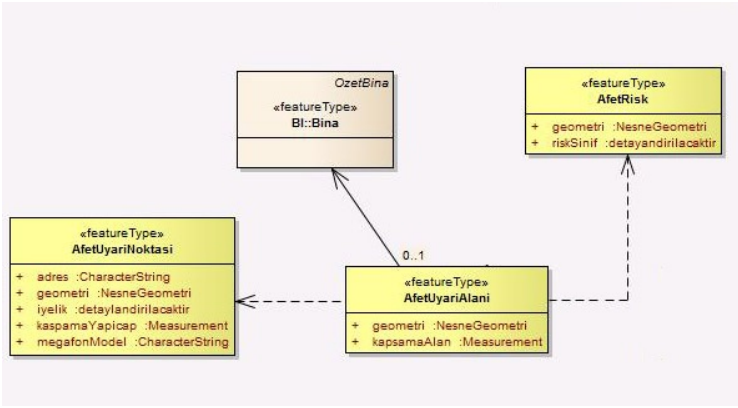 OzetBina
«featureType»
BI::Bina
«featureType»
AfetRisk
+ geometri :NesneGeometri
+ riskSinif :detayandirilacaktir
«featureType»
AfetUyariNoktasi
+ adres :CharacterString
+ geometri :NesneGeometri
+ iyelik :detaylandirilacaktir
+ kaspamaYapicap :Measurement
+ megafonModel :CharacterString
0..1
«featureType»
AfetUyariAlani
+ geometri :NesneGeometri
+ kapsamaAlan :Measurement